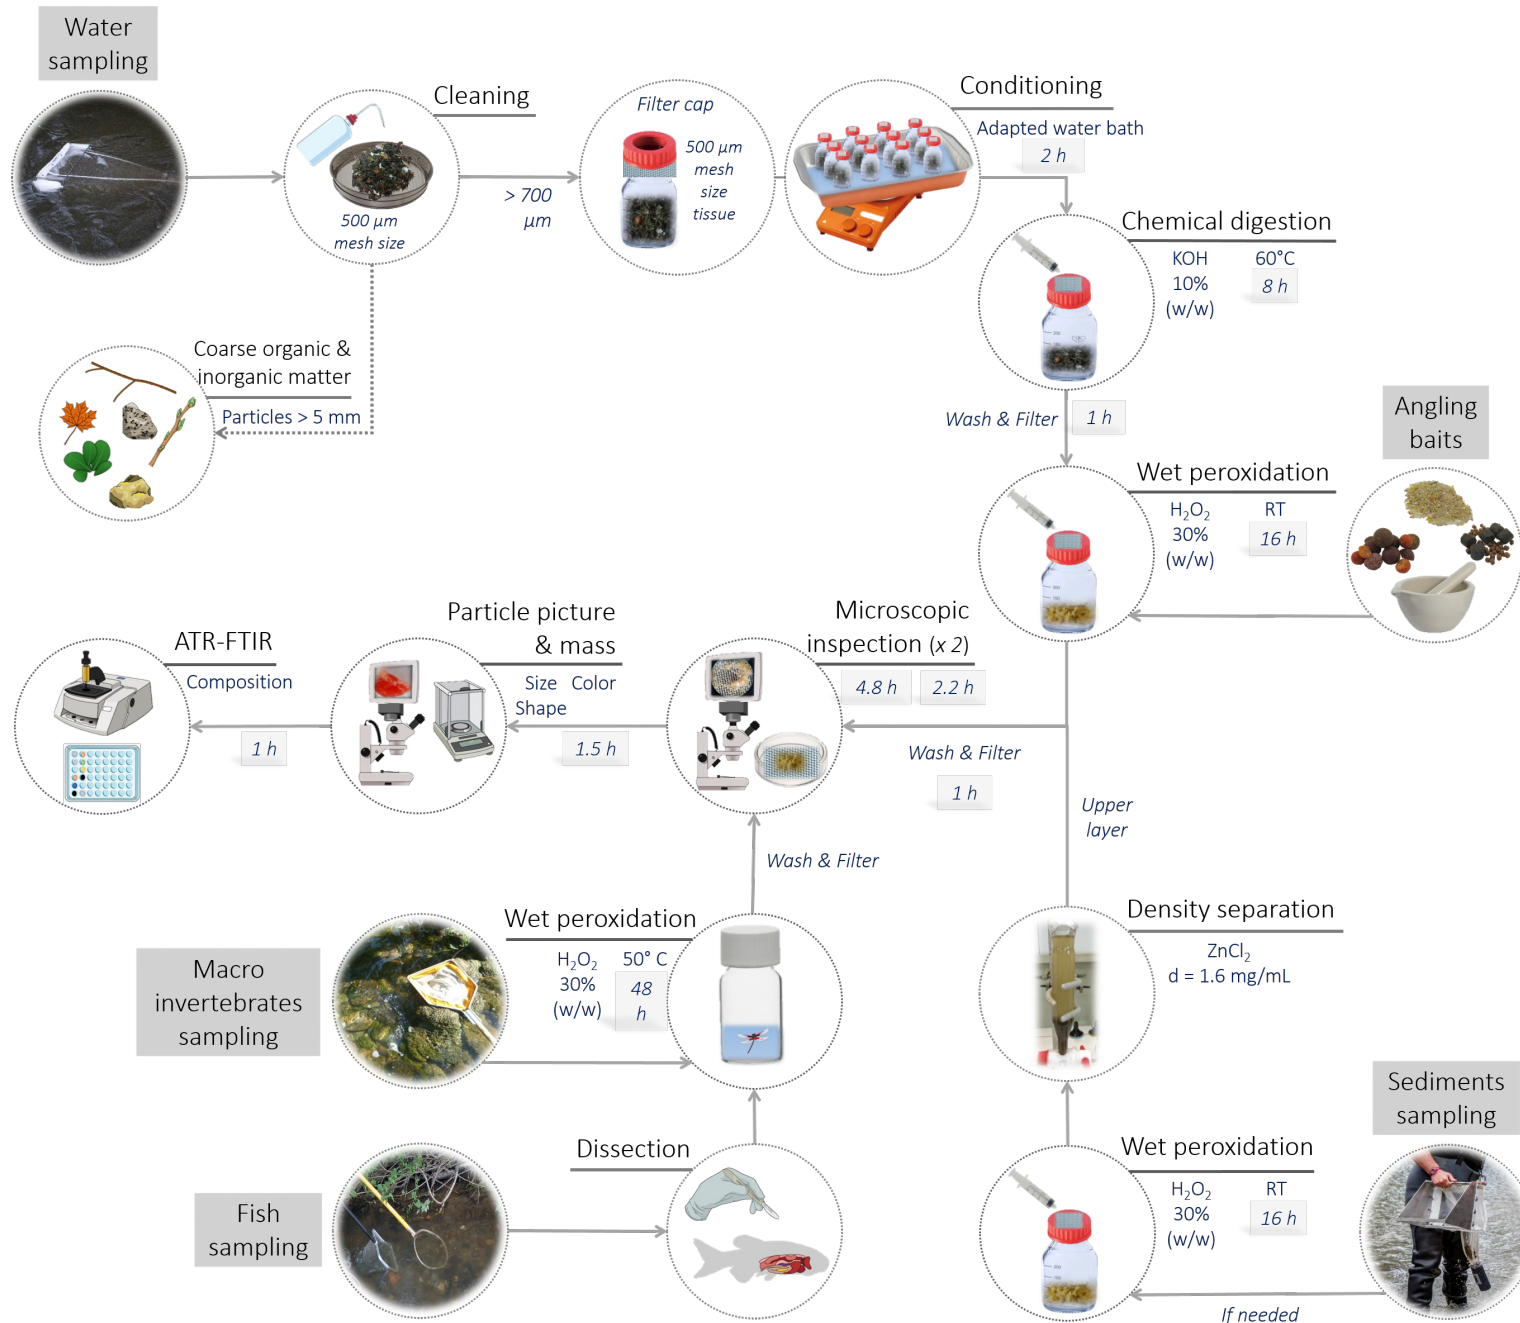 Water
sampling
Cleaning
500 µm
mesh size
> 700
µm
Filter cap
500 µm
mesh
size
tissue
Conditioning
Adapted water bath
2 h
Chemical digestion
KOH
10%
(w/w)
60°C
8 h
Coarse organic &
inorganic matter
Particles > 5 mm
Wash & Filter
1 h
Angling
baits
Wet peroxidation
H₂O₂
30%
(w/w)
RT
16 h
Microscopic
inspection (x 2)
4.8 h
2.2 h
Wash & Filter
1 h
Particle picture
& mass
Size Color
Shape
1.5 h
ATR-FTIR
Composition
1 h
Upper
layer
Wash & Filter
Density separation
ZnCl₂
d = 1.6 mg/mL
Wet peroxidation
H₂O₂
30%
(w/w)
50° C
48
h
Macro
invertebrates
sampling
Dissection
Fish
sampling
Wet peroxidation
H₂O₂
30%
(w/w)
RT
16 h
Sediments
sampling
If needed